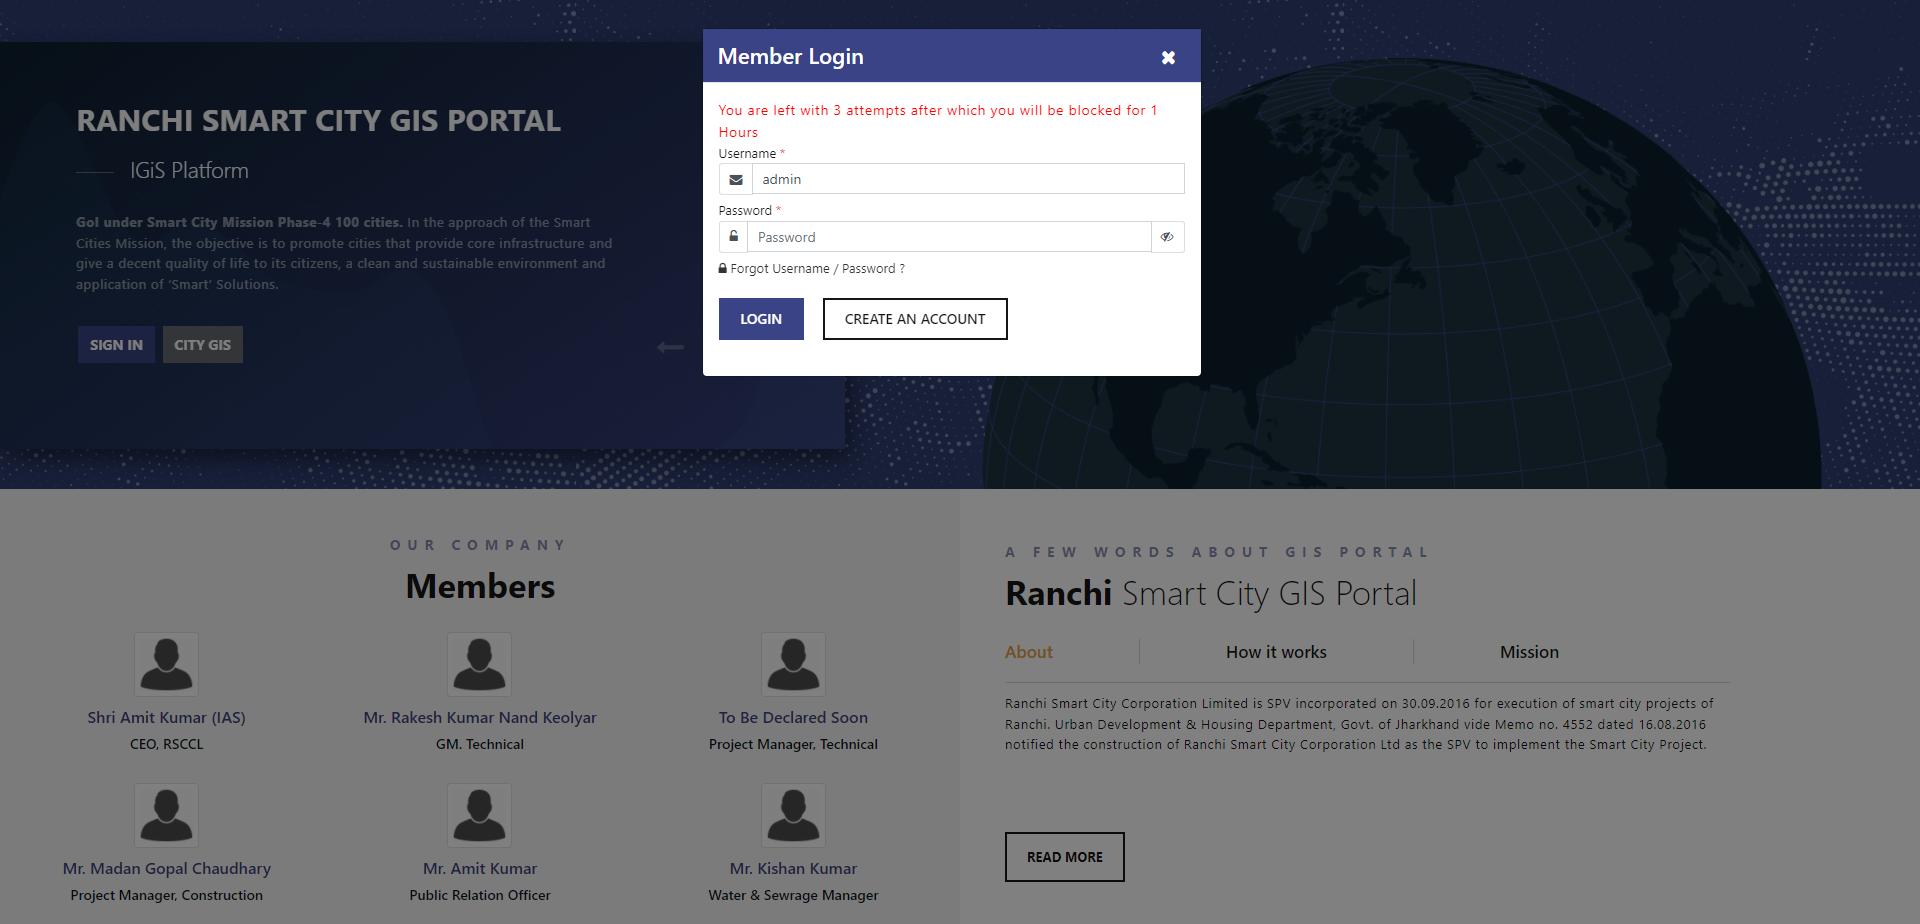 Member Login
You are left with 3 attempts after which you will be blocked for 1
Hours
Username *
admin
Password *
Password
Forgot Username / Password ?
LOGIN
CREATE AN ACCOUNT
RANCHI SMART CITY GIS PORTAL
IGiS Platform
GoI under Smart City Mission Phase-4 100 cities. In the approach of the Smart
Cities Mission, the objective is to promote cities that provide core infrastructure and
give a decent quality of life to its citizens, a clean and sustainable environment and
application of ‘Smart’ Solutions.
SIGN IN
CITY GIS
OUR COMPANY
Members
Shri Amit Kumar (IAS)
CEO, RSCCL
Mr. Rakesh Kumar Nand Keolyar
GM. Technical
To Be Declared Soon
Project Manager, Technical
Mr. Madan Gopal Chaudhary
Project Manager, Construction
Mr. Amit Kumar
Public Relation Officer
Mr. Kishan Kumar
Water & Sewrage Manager
A FEW WORDS ABOUT GIS PORTAL
Ranchi Smart City GIS Portal
About
How it works
Mission
Ranchi Smart City Corporation Limited is SPV incorporated on 30.09.2016 for execution of smart city projects of
Ranchi. Urban Development & Housing Department, Govt. of Jharkhand vide Memo no. 4552 dated 16.08.2016
notified the construction of Ranchi Smart City Corporation Ltd as the SPV to implement the Smart City Project.
READ MORE